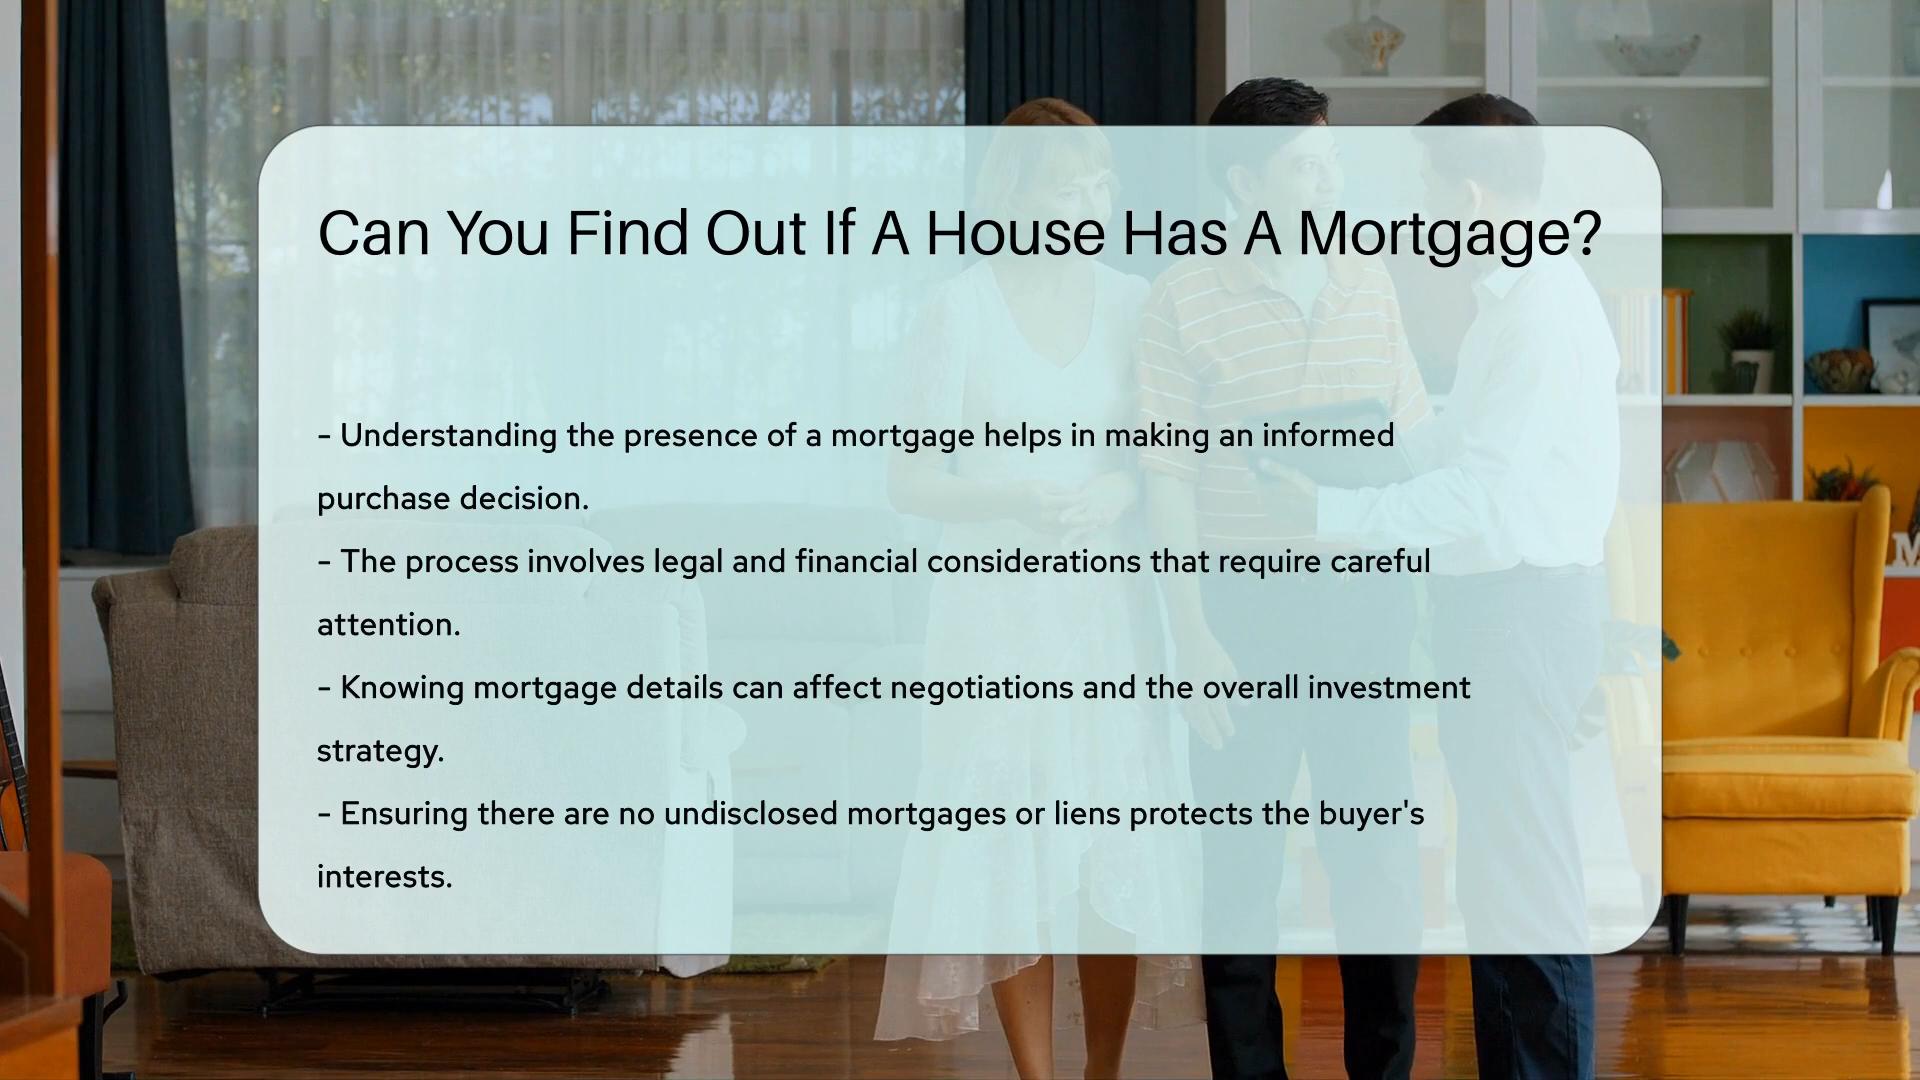 Can You Find Out If A House Has A Mortgage?
- Understanding the presence of a mortgage helps in making an informed
purchase decision.
- The process involves legal and financial considerations that require careful
attention.
- Knowing mortgage details can affect negotiations and the overall investment
strategy.
- Ensuring there are no undisclosed mortgages or liens protects the buyer's
interests.
M